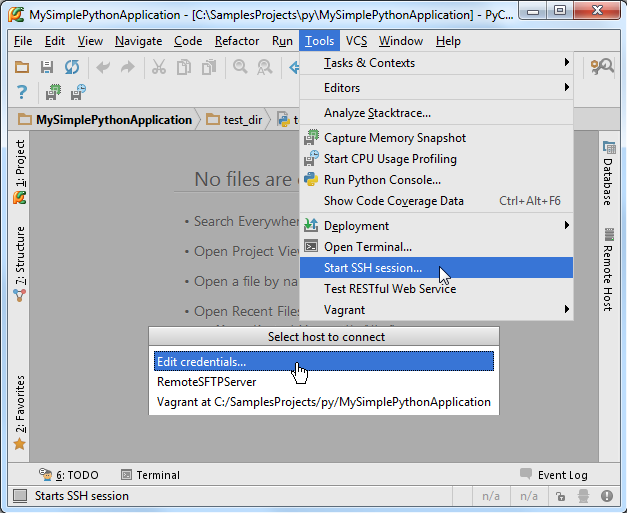 MySimplePythonApplication - [C:\SamplesProjects\py\MySimplePythonApplication] - PyC...
File Edit View Navigate Code Refactor Run Tools VCS Window Help
Tasks & Contexts
Editors
Analyze Stacktrace...
MySimplePythonApplication test_dir t
Capture Memory Snapshot
Start CPU Usage Profiling
Run Python Console...
Show Code Coverage Data Ctrl+Alt+F6
Deployment
Open Terminal...
Start SSH session...
Test RESTful Web Service
Vagrant
No files are
Search Everywhere
Open Project View
Open a file by na
Open Recent Files
1: Project
7: Structure
2: Favorites
Database
Remote Host
Select host to connect
Edit credentials...
RemoteSFTPServer
Vagrant at C:/SamplesProjects/py/MySimplePythonApplication
6: TODO Terminal Event Log
Starts SSH session n/a n/a